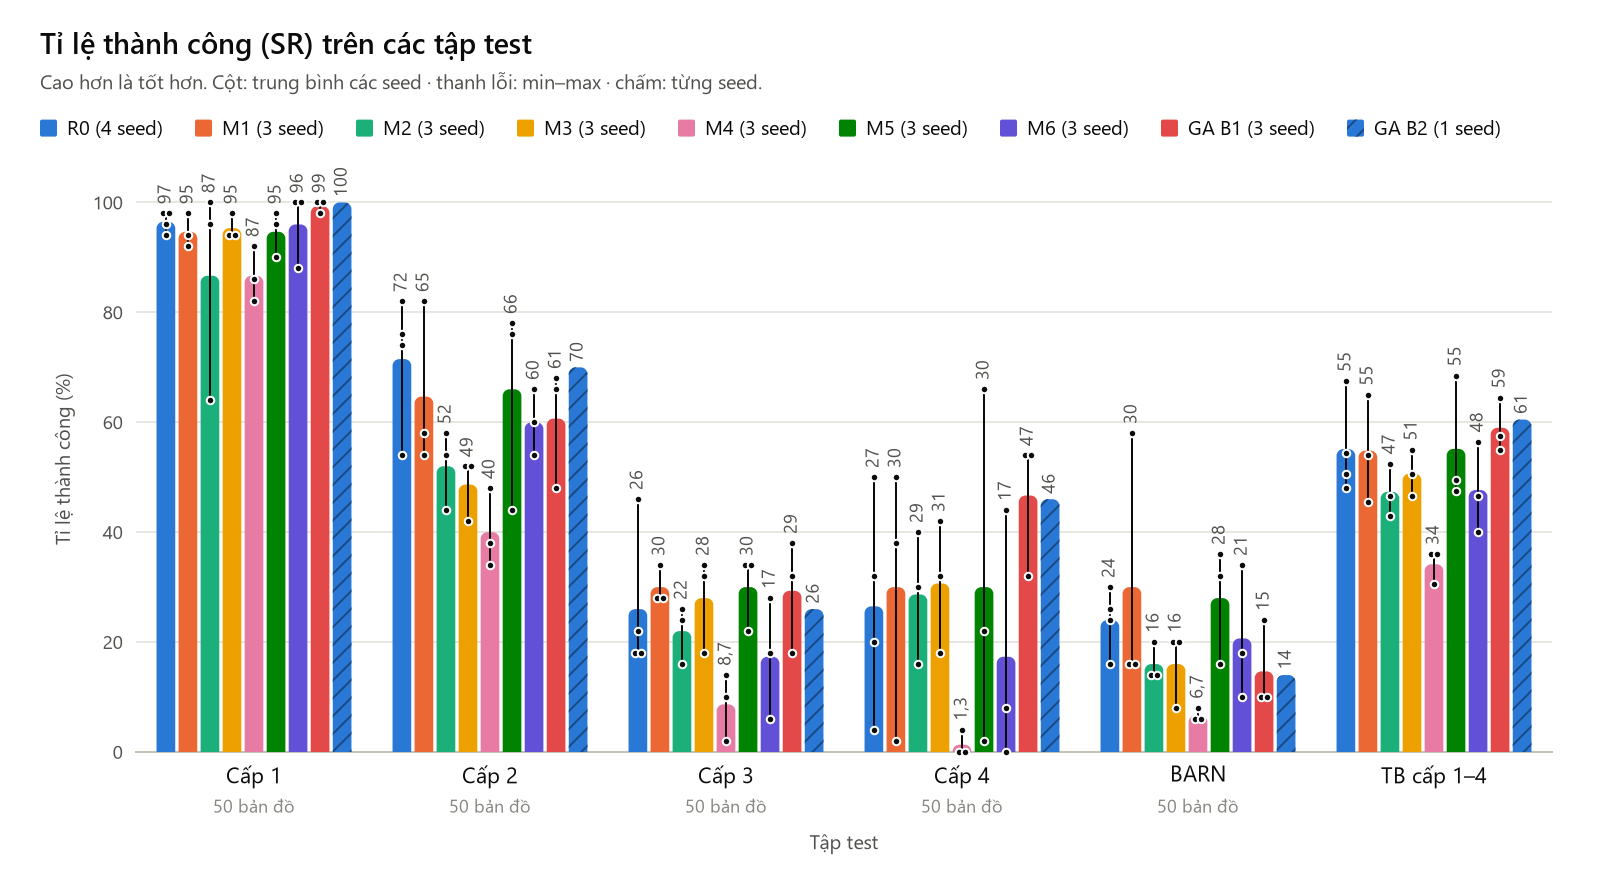 Tỉ lệ thành công (SR) trên các tập test
Cao hơn là tốt hơn. Cột: trung bình các seed · thanh lỗi: min–max · chấm: từng seed.
R0 (4 seed) M1 (3 seed) M2 (3 seed) M3 (3 seed) M4 (3 seed) M5 (3 seed) M6 (3 seed) GA B1 (3 seed) GA B2 (1 seed)
Tỉ lệ thành công (%)
100
80
60
40
20
0
97 95 87 95 87 95 96 99 100
72 65 52 49 40 66 60 61 70
26 30 22 28 8,7 30 17 29 26
27 30 29 31 1,3 30 17 47 46
24 30 16 16 6,7 28 21 15 14
55 55 47 51 34 55 48 59 61
Cấp 1 Cấp 2 Cấp 3 Cấp 4 BARN TB cấp 1–4
50 bản đồ 50 bản đồ 50 bản đồ 50 bản đồ 50 bản đồ
Tập test